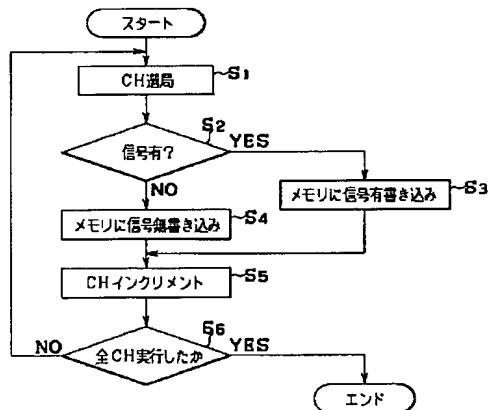 スタート
CH選局
S1
信号有?
S2
YES
NO
メモリに信号有書き込み
S3
メモリに信号無書き込み
S4
CHインクリメント
S5
全CH実行したか
S6
NO
YES
エンド